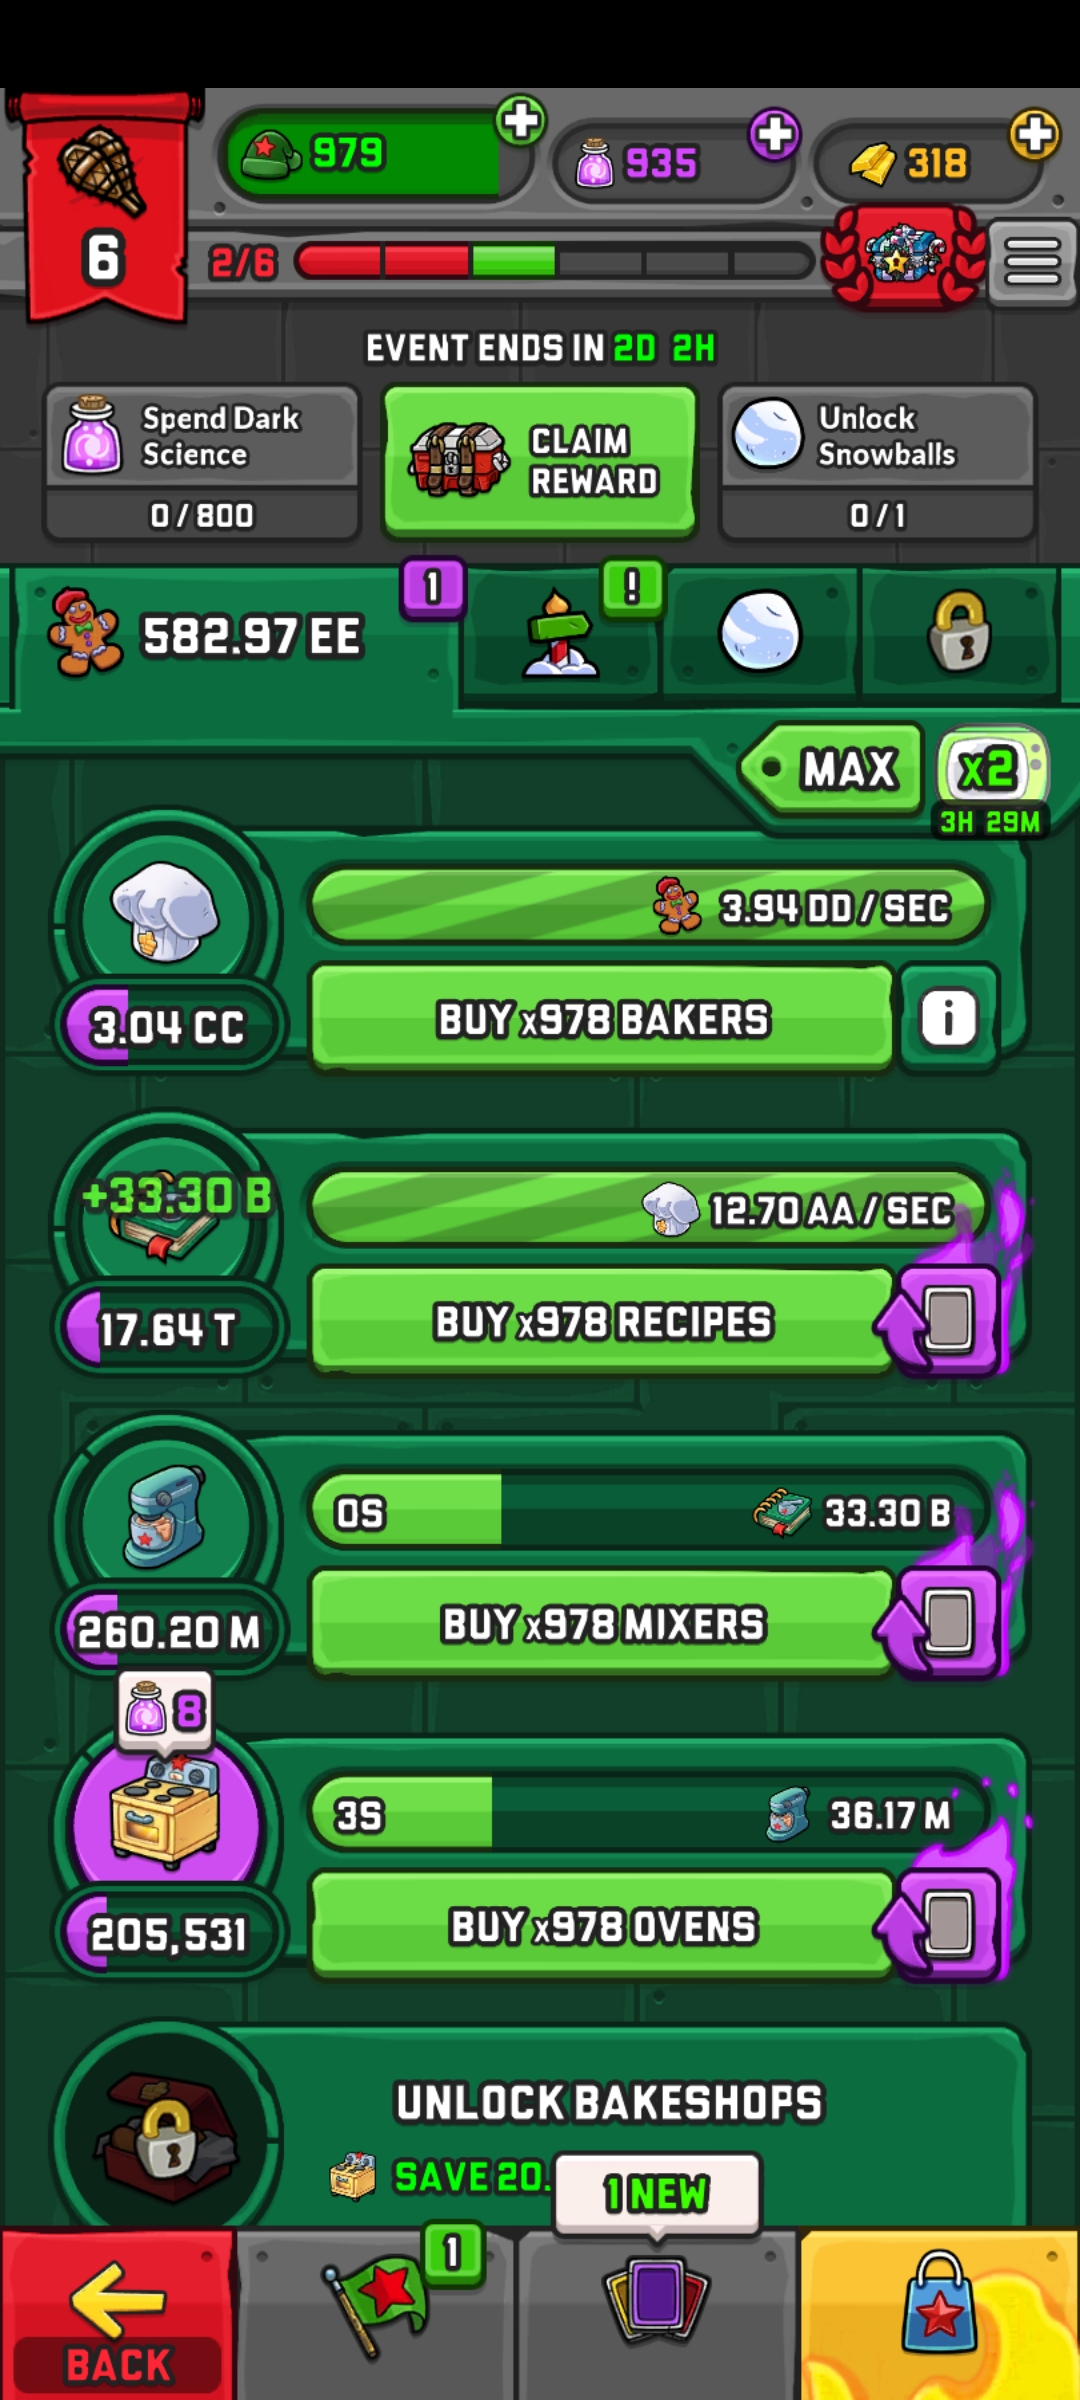 979
935
318
6
2/6
EVENT ENDS IN 2D 2H
Spend Dark Science
0 / 800
CLAIM REWARD
Unlock Snowballs
0 / 1
582.97 EE
1
!
MAX
x2
3H 29M
3.94 DD / SEC
3.04 CC
BUY x978 BAKERS
i
+33.30 B
12.70 AA / SEC
17.64 T
BUY x978 RECIPES
0S
33.30 B
260.20 M
BUY x978 MIXERS
8
3S
36.17 M
205,531
BUY x978 OVENS
UNLOCK BAKESHOPS
SAVE 20.
1 NEW
1
BACK